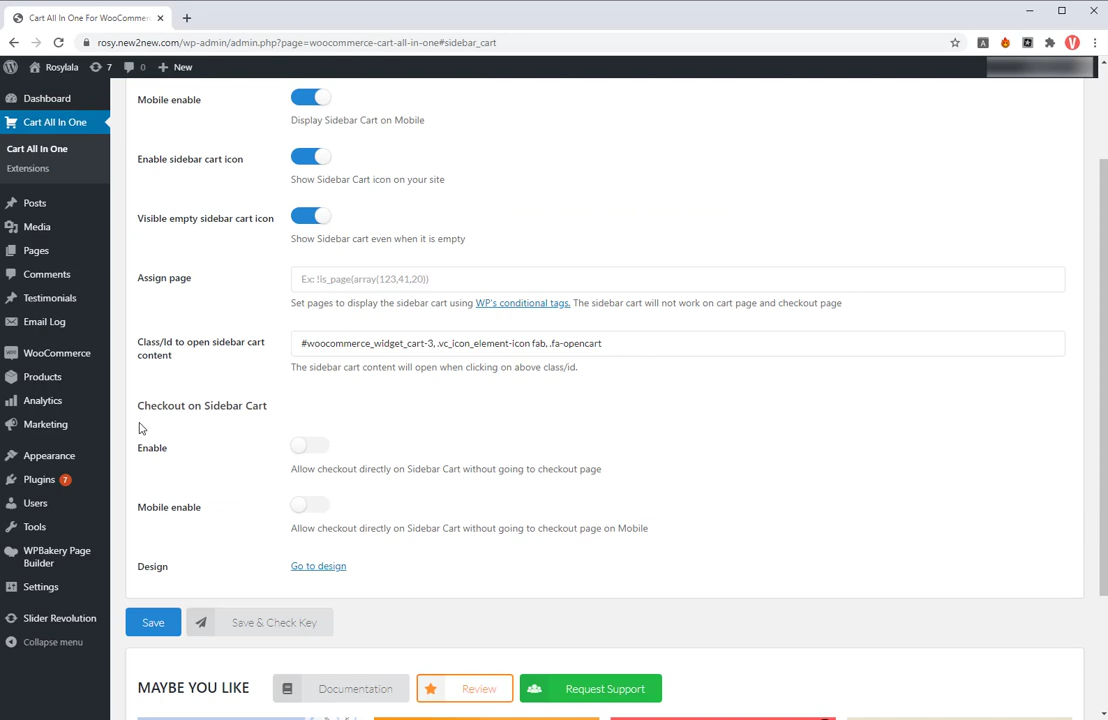 Cart All In One For WooCommerc
rosy.new2new.com/wp-admin/admin.php?page=woocommerce-cart-all-in-one#sidebar_cart
Rosylala 7 0 New
Dashboard
Cart All In One
Cart All In One
Extensions
Posts
Media
Pages
Comments
Testimonials
Email Log
WooCommerce
Products
Analytics
Marketing
Appearance
Plugins 7
Users
Tools
WPBakery Page
Builder
Settings
Slider Revolution
Collapse menu
Mobile enable
Display Sidebar Cart on Mobile
Enable sidebar cart icon
Show Sidebar Cart icon on your site
Visible empty sidebar cart icon
Show Sidebar cart even when it is empty
Assign page
Ex: !is_page(array(123,41,20))
Set pages to display the sidebar cart using WP's conditional tags. The sidebar cart will not work on cart page and checkout page
Class/Id to open sidebar cart
content
#woocommerce_widget_cart-3, .vc_icon_element-icon fab, .fa-opencart
The sidebar cart content will open when clicking on above class/id.
Checkout on Sidebar Cart
Enable
Allow checkout directly on Sidebar Cart without going to checkout page
Mobile enable
Allow checkout directly on Sidebar Cart without going to checkout page on Mobile
Design
Go to design
Save
Save & Check Key
MAYBE YOU LIKE
Documentation
Review
Request Support